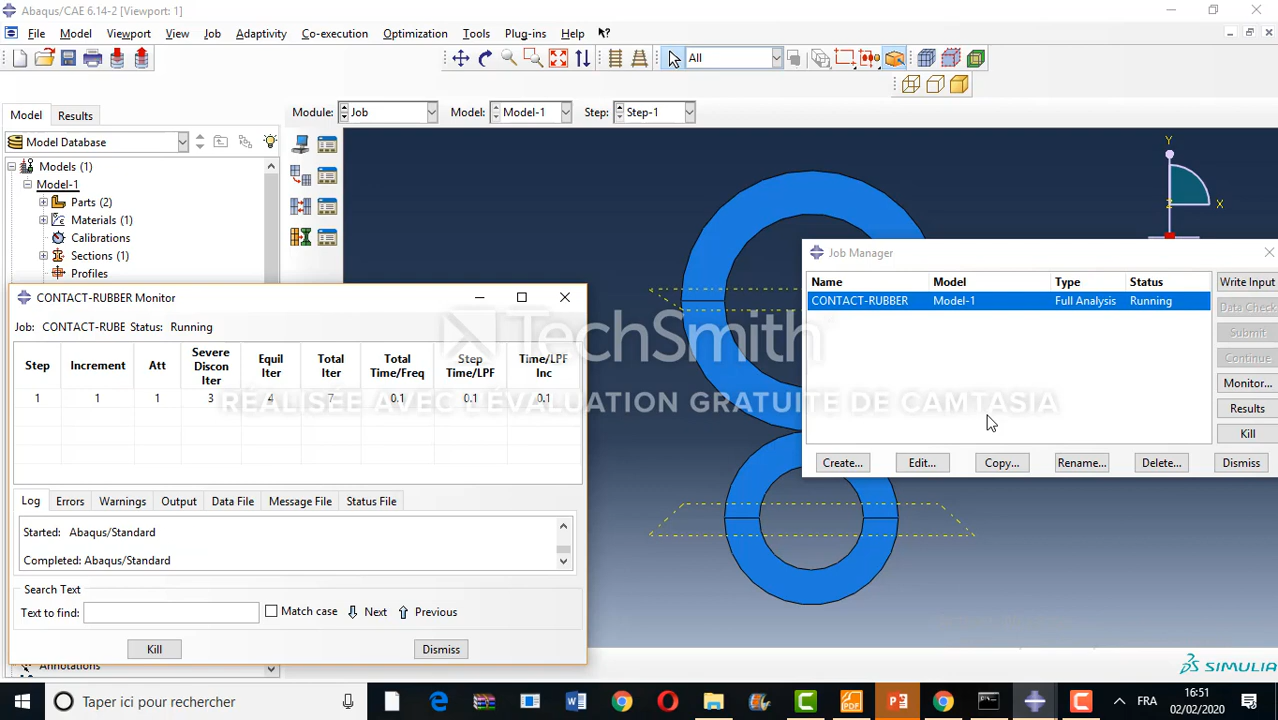 Abaqus/CAE 6.14-2 [Viewport: 1]
File Model Viewport View Job Adaptivity Co-execution Optimization Tools Plug-ins Help
All
Model Results
Module: Job Model: Model-1 Step: Step-1
Model Database
Models (1)
Model-1
Parts (2)
Materials (1)
Calibrations
Sections (1)
Profiles
Y
Z
X
Job Manager
Name Model Type Status
CONTACT-RUBBER Model-1 Full Analysis Running
Write Input
Data Check
Submit
Continue
Monitor...
Results
Kill
Create... Edit... Copy... Rename... Delete... Dismiss
CONTACT-RUBBER Monitor
Job: CONTACT-RUBE Status: Running
Step Increment Att Severe Discon Iter Equil Iter Total Iter Total Time/Freq Step Time/LPF Time/LPF Inc
1 1 1 3 4 7 0.1 0.1 0.1
Log Errors Warnings Output Data File Message File Status File
Started: Abaqus/Standard
Completed: Abaqus/Standard
Search Text
Text to find: Match case Next Previous
Kill Dismiss
Annotations
TechSmith
RÉALISÉE AVEC L'ÉVALUATION GRATUITE DE CAMTASIA
SIMULIA
Taper ici pour rechercher
FRA
16:51
02/02/2020